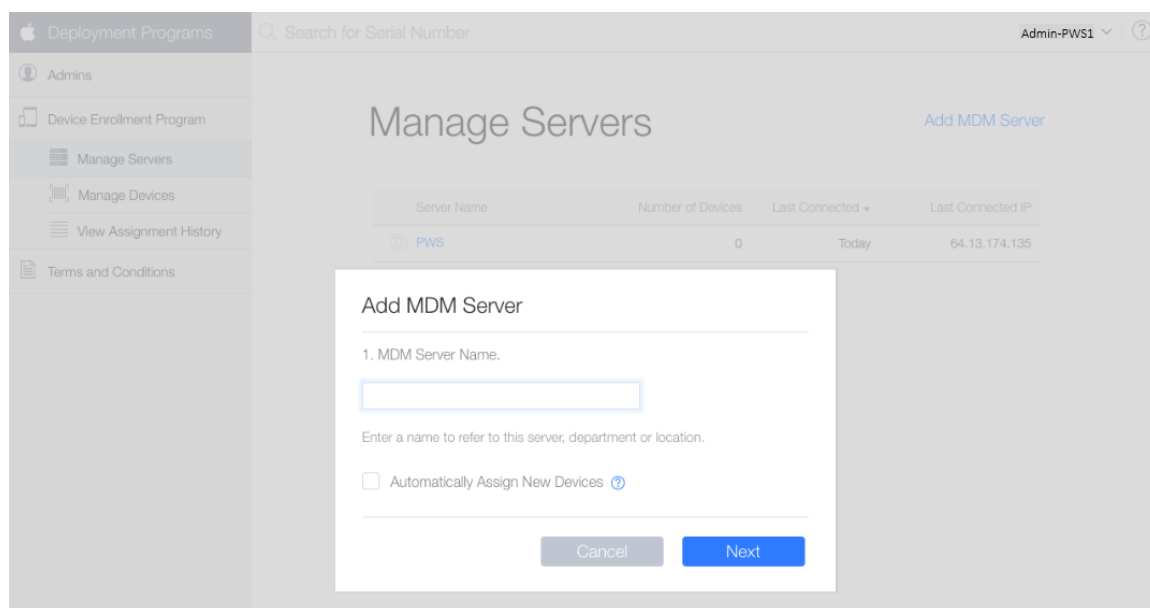 Deployment Programs
Search for Serial Number
Admin-PWS1
?
Admins
Device Enrollment Program
Manage Servers
Manage Devices
View Assignment History
Terms and Conditions
Manage Servers
Add MDM Server
Server Name Number of Devices Last Connected Last Connected IP
PWS 0 Today 64.13.174.135
Add MDM Server
1. MDM Server Name.
Enter a name to refer to this server, department or location.
Automatically Assign New Devices ?
Cancel Next